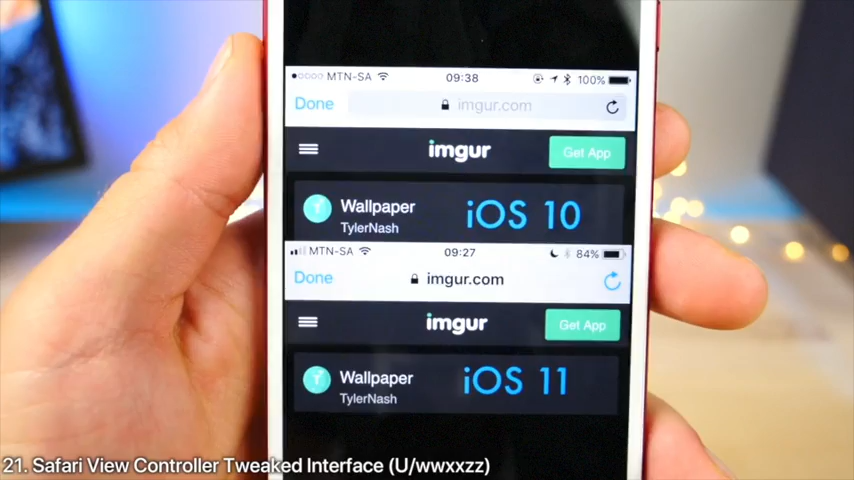 MTN-SA 09:38 100%
Done imgur.com
imgur Get App
Wallpaper iOS 10
TylerNash
MTN-SA 09:27 84%
Done imgur.com
imgur Get App
Wallpaper iOS 11
TylerNash
21. Safari View Controller Tweaked Interface (U/wwxxzz)